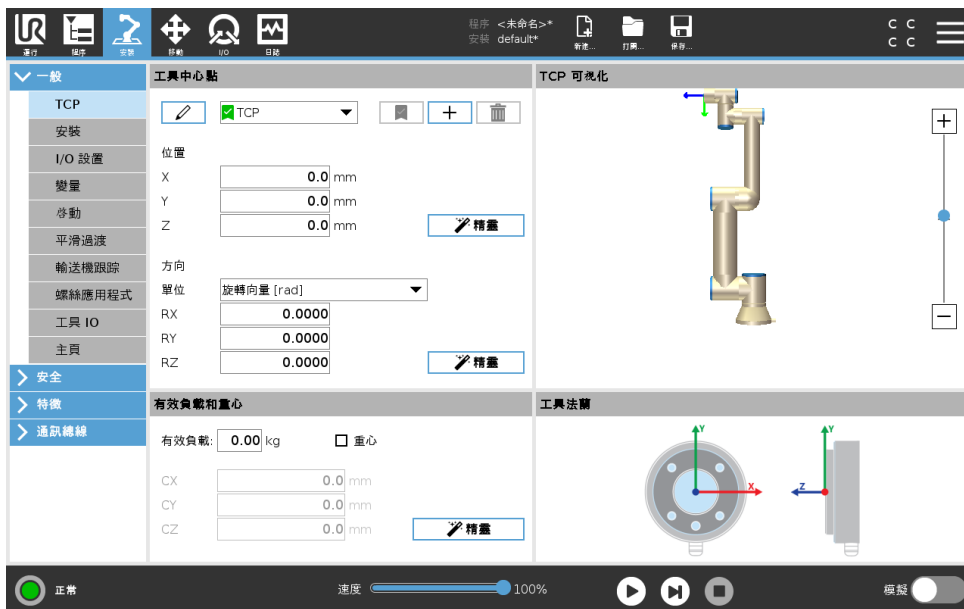 UR
程序 <未命名>*
安裝 default*
C C
C C
運行
程序
安裝
移動
I/O
日誌
新建...
打開...
保存...
一般
TCP
安裝
I/O 設置
變量
啓動
平滑過渡
輸送機跟踪
螺絲應用程式
工具 IO
主頁
安全
特徵
通訊總線
工具中心點
TCP
位置
X 0.0 mm
Y 0.0 mm
Z 0.0 mm
精靈
方向
單位 旋轉向量 [rad]
RX 0.0000
RY 0.0000
RZ 0.0000
精靈
TCP 可視化
有效負載和重心
有效負載: 0.00 kg 重心
CX 0.0 mm
CY 0.0 mm
CZ 0.0 mm
精靈
工具法蘭
Y
X
Y
Z
正常
速度 100%
模擬